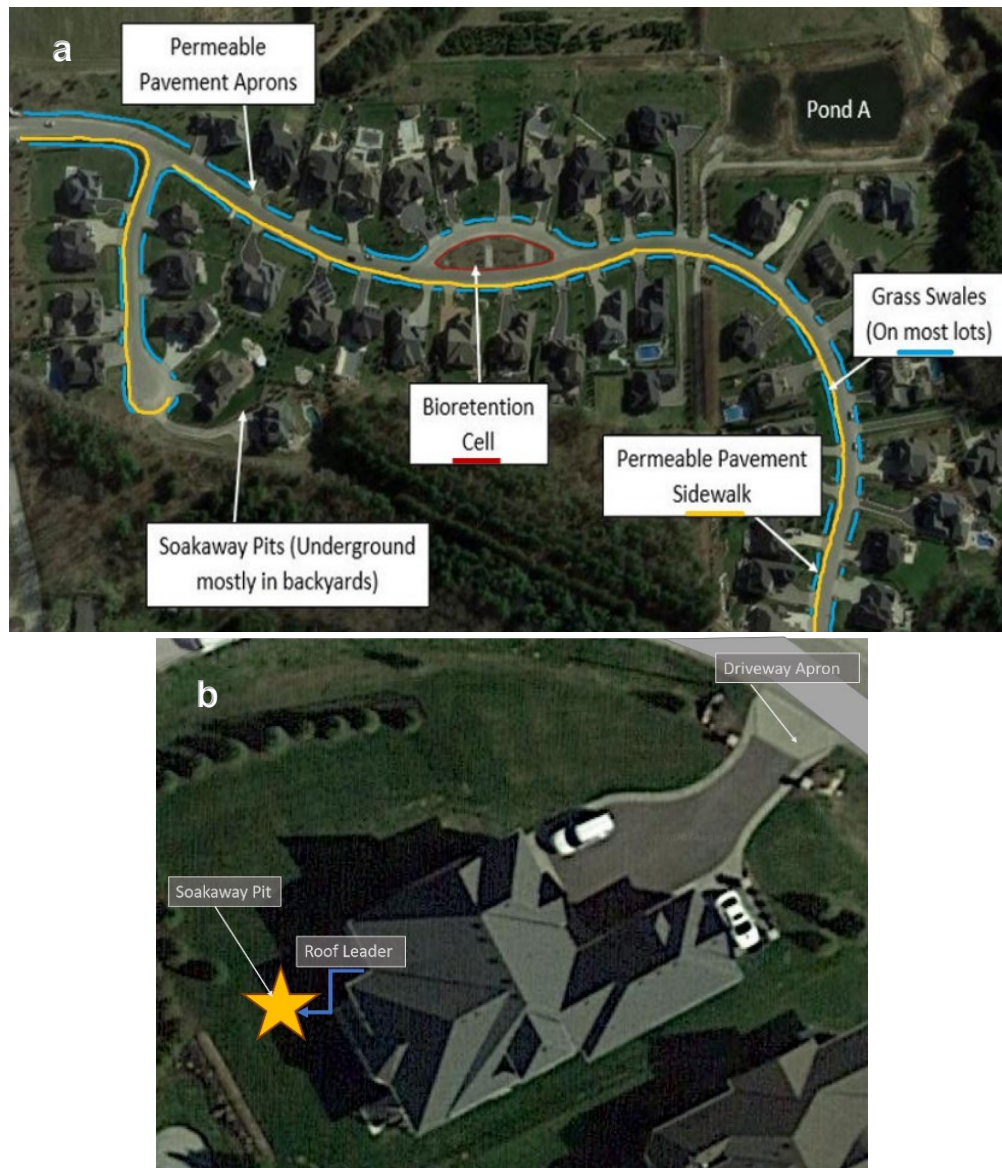 a
Permeable
Pavement Aprons
Pond A
Grass Swales
(On most lots)
Bioretention
Cell
Permeable Pavement
Sidewalk
Soakaway Pits (Underground
mostly in backyards)
b
Driveway Apron
Soakaway Pit
Roof Leader